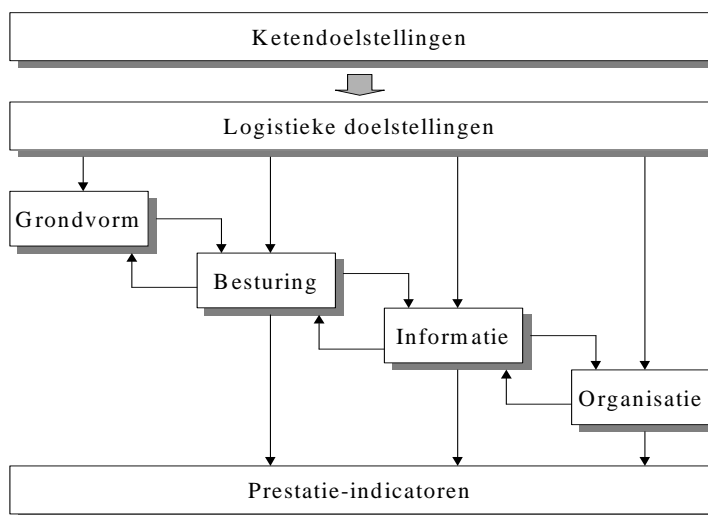 Ketendoelstellingen
Logistieke doelstellingen
Grondvorm
Besturing
Informatie
Organisatie
Prestatie-indicatoren